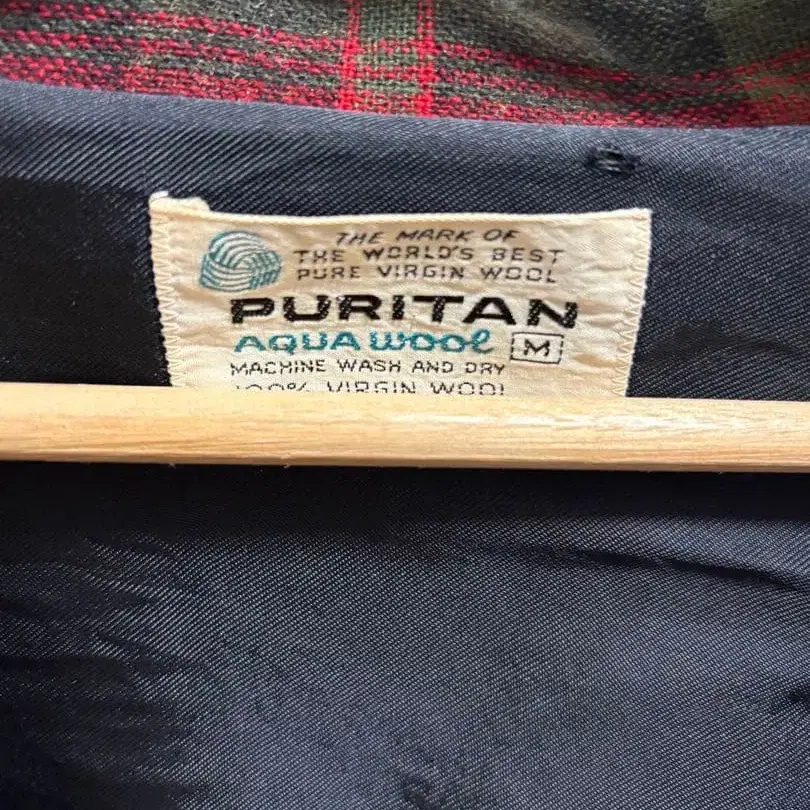 THE MARK OF
THE WORLD'S BEST
PURE VIRGIN WOOL
PURITAN
AQUA WOOL
M
MACHINE WASH AND DRY
100% VIRGIN WOOL